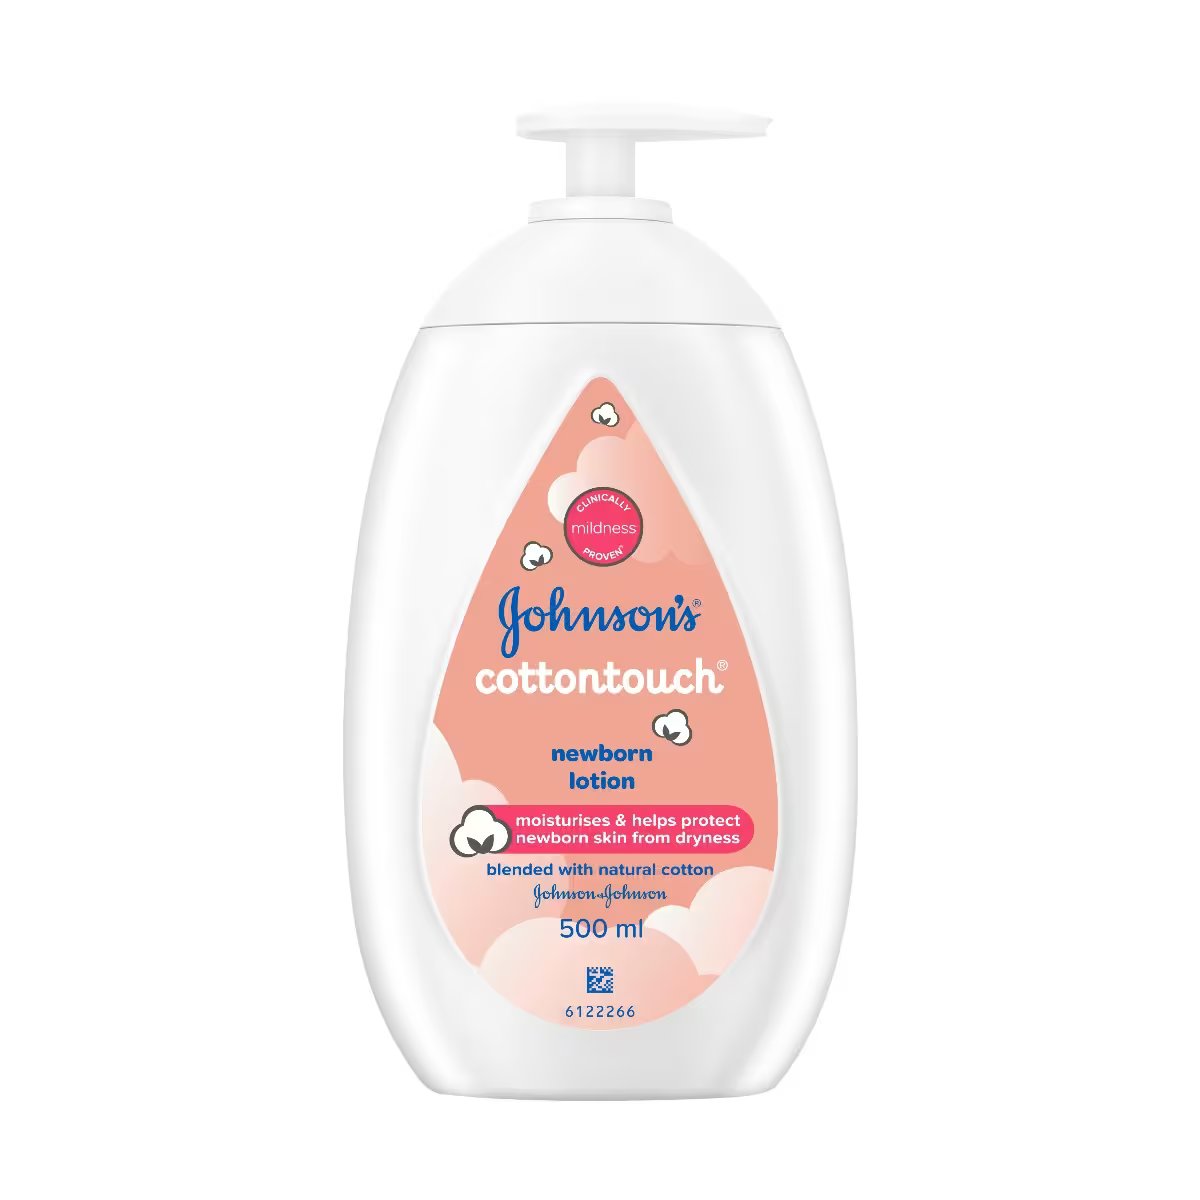 CLINICALLY
mildness
PROVEN*
Johnson's®
cottontouch®
newborn
lotion
moisturises & helps protect
newborn skin from dryness
blended with natural cotton
Johnson & Johnson
500 ml
6122266